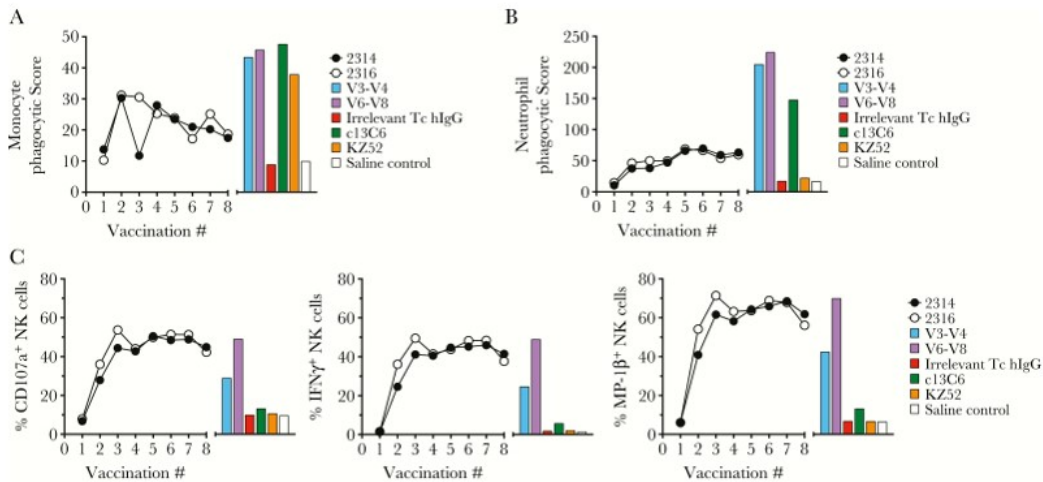 A
Monocyte
phagocytic Score
50
40
30
20
10
0
0 1 2 3 4 5 6 7 8
Vaccination #
2314
2316
V3-V4
V6-V8
Irrelevant Tc hIgG
c13C6
KZ52
Saline control
B
Neutrophil
phagocytic Score
250
200
150
100
50
0
0 1 2 3 4 5 6 7 8
Vaccination #
2314
2316
V3-V4
V6-V8
Irrelevant Tc hIgG
c13C6
KZ52
Saline control
C
% CD107a+ NK cells
80
60
40
20
0
0 1 2 3 4 5 6 7 8
Vaccination #
% IFNγ+ NK cells
80
60
40
20
0
0 1 2 3 4 5 6 7 8
Vaccination #
% MP-1β+ NK cells
80
60
40
20
0
0 1 2 3 4 5 6 7 8
Vaccination #
2314
2316
V3-V4
V6-V8
Irrelevant Tc hIgG
c13C6
KZ52
Saline control